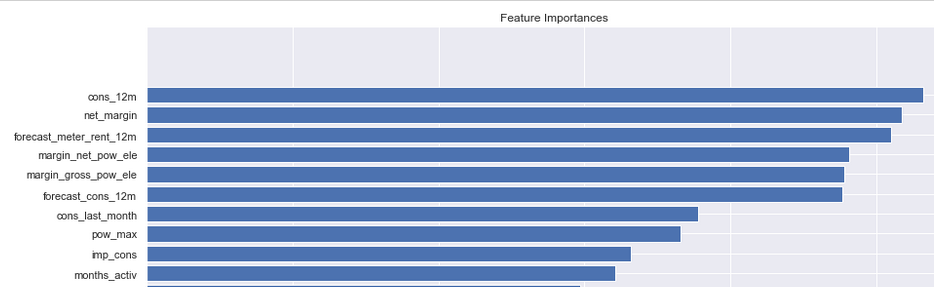 Feature Importances
cons_12m
net_margin
forecast_meter_rent_12m
margin_net_pow_ele
margin_gross_pow_ele
forecast_cons_12m
cons_last_month
pow_max
imp_cons
months_activ